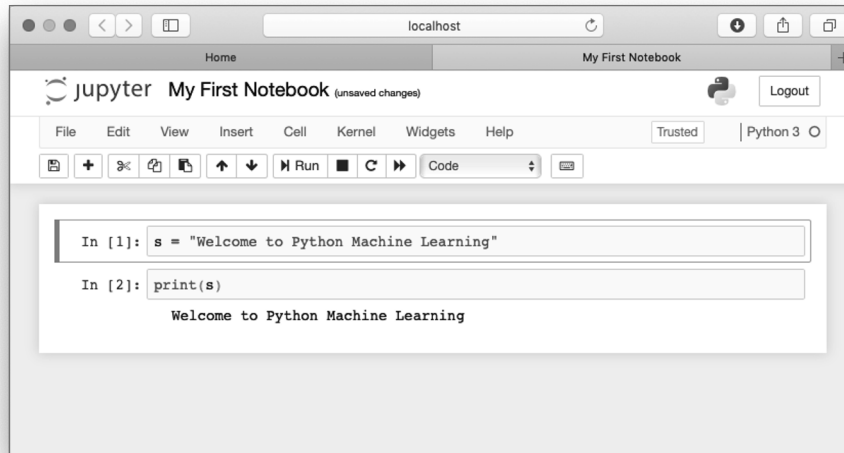 localhost
Home My First Notebook
jupyter My First Notebook (unsaved changes) Logout
File Edit View Insert Cell Kernel Widgets Help Trusted Python 3
Run Code
In [1]: s = "Welcome to Python Machine Learning"
In [2]: print(s)
Welcome to Python Machine Learning